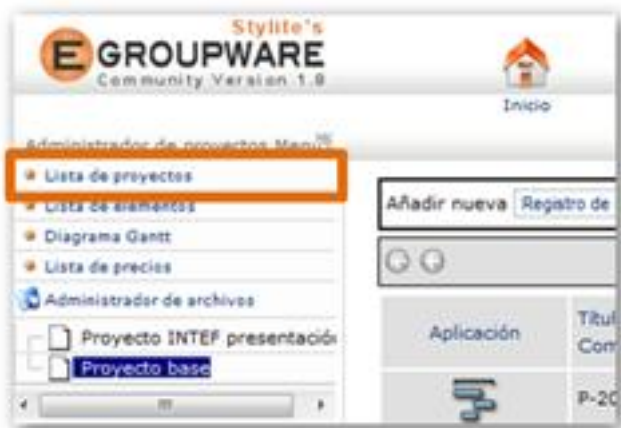 Stylite's
EGROUPWARE
Community Version 1.8
Inicio
Administrador de proyectos Menú
Lista de proyectos
Lista de elementos
Diagrama Gantt
Lista de precios
Administrador de archivos
Proyecto INTEF presentación
Proyecto base
Añadir nueva Registro de
Aplicación
Títul
Com
P-20